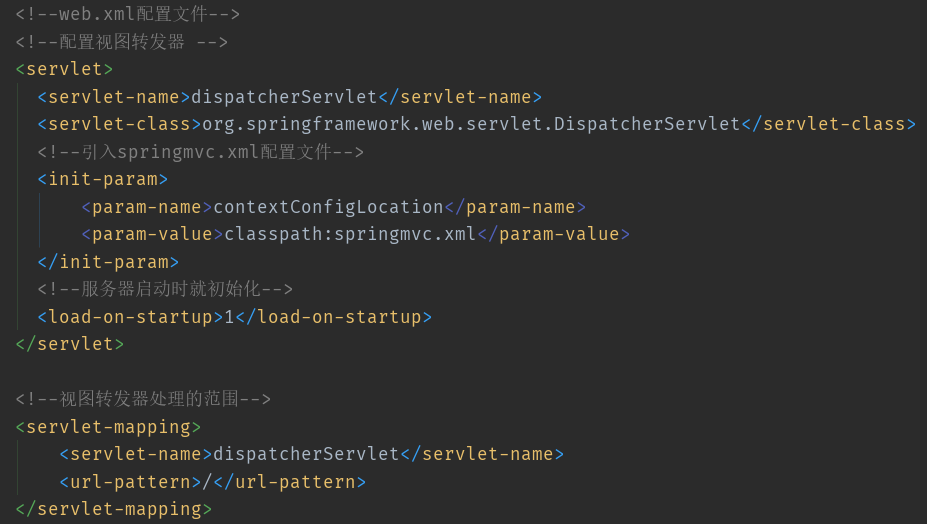 <!--web.xml配置文件-->
<!--配置视图转发器 -->
<servlet>
<servlet-name>dispatcherServlet</servlet-name>
<servlet-class>org.springframework.web.servlet.DispatcherServlet</servlet-class>
<!--引入springmvc.xml配置文件-->
<init-param>
<param-name>contextConfigLocation</param-name>
<param-value>classpath:springmvc.xml</param-value>
</init-param>
<!--服务器启动时就初始化-->
<load-on-startup>1</load-on-startup>
</servlet>
<!--视图转发器处理的范围-->
<servlet-mapping>
<servlet-name>dispatcherServlet</servlet-name>
<url-pattern>/</url-pattern>
</servlet-mapping>